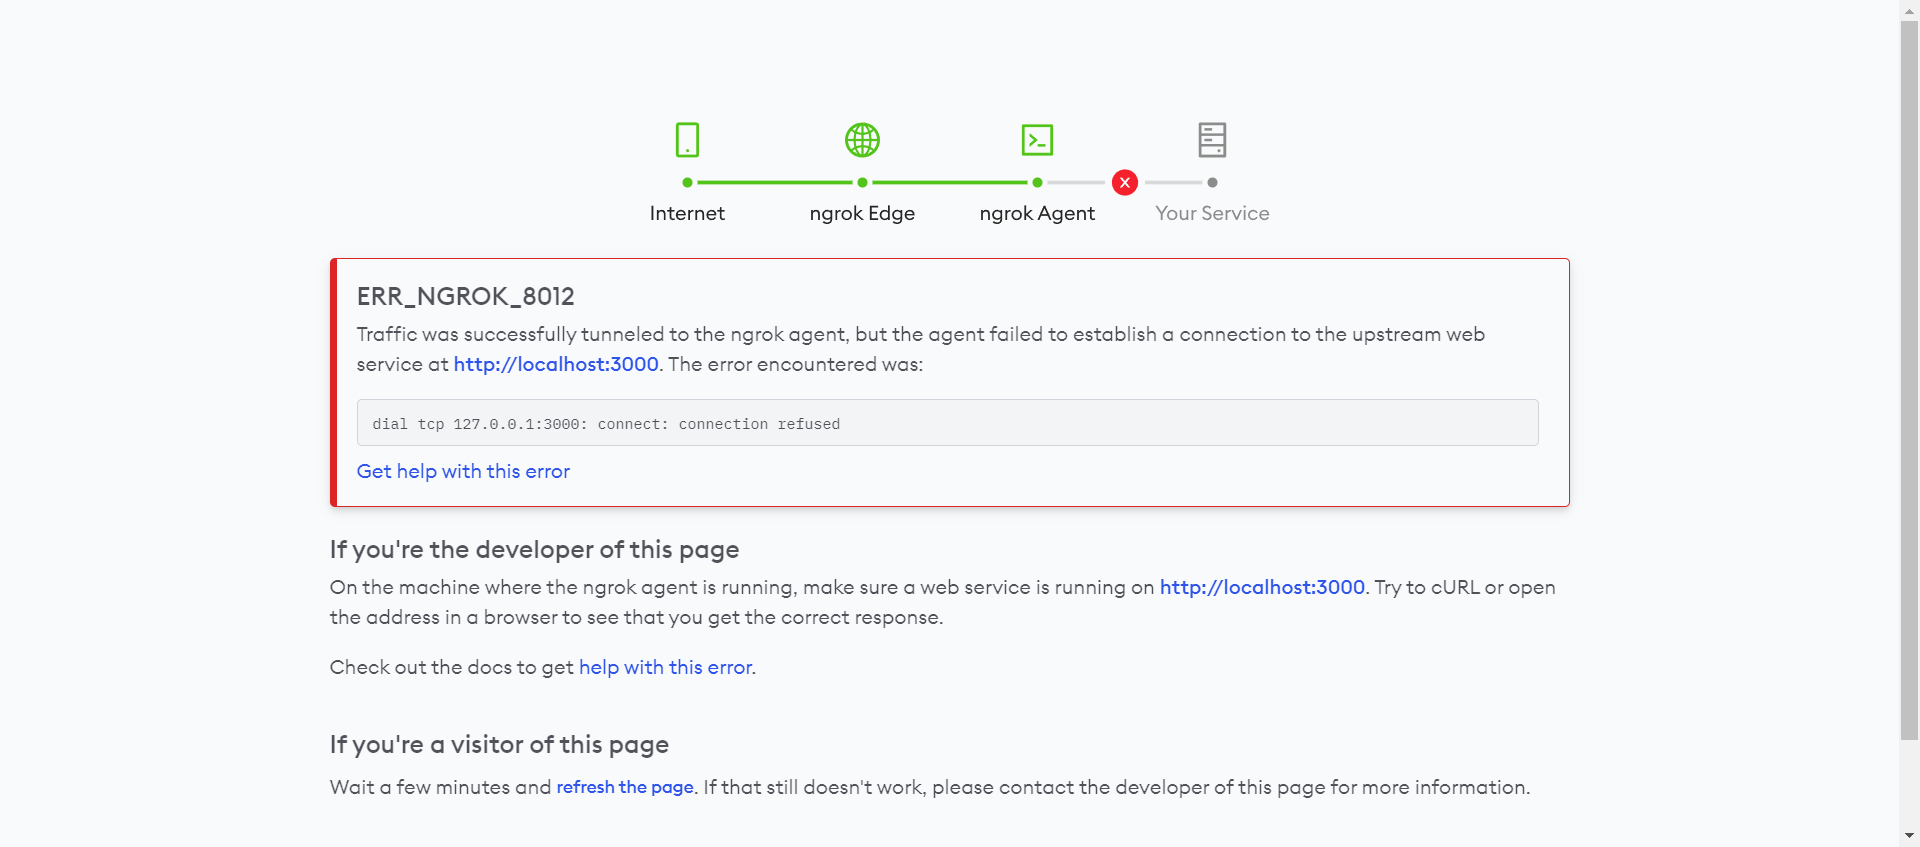 Internet
ngrok Edge
ngrok Agent
Your Service
ERR_NGROK_8012
Traffic was successfully tunneled to the ngrok agent, but the agent failed to establish a connection to the upstream web
service at http://localhost:3000. The error encountered was:
dial tcp 127.0.0.1:3000: connect: connection refused
Get help with this error
If you're the developer of this page
On the machine where the ngrok agent is running, make sure a web service is running on http://localhost:3000. Try to cURL or open
the address in a browser to see that you get the correct response.
Check out the docs to get help with this error.
If you're a visitor of this page
Wait a few minutes and refresh the page. If that still doesn't work, please contact the developer of this page for more information.